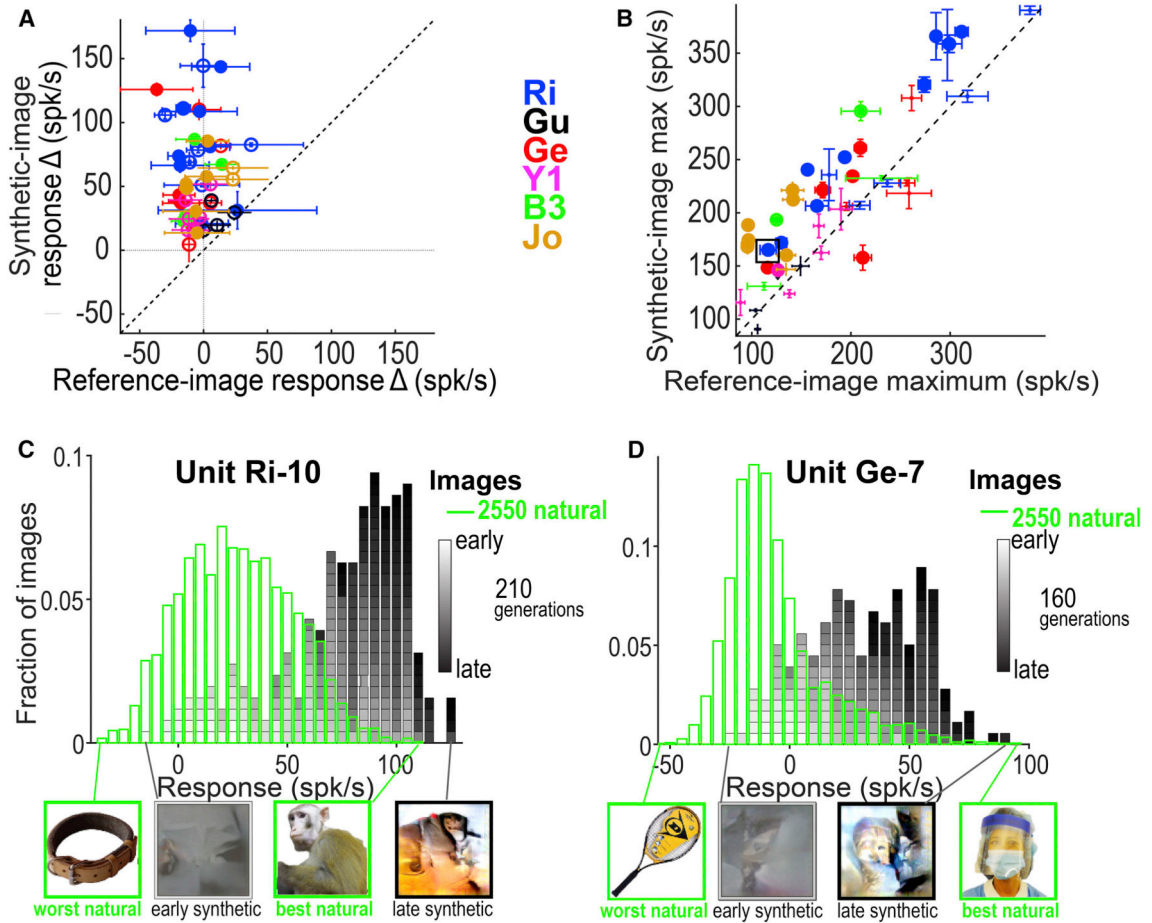 A
Synthetic-image
response Δ (spk/s)
150
100
50
0
-50
-50 0 50 100 150
Reference-image response Δ (spk/s)
Ri
Gu
Ge
Y1
B3
Jo
B
Synthetic-image max (spk/s)
350
300
250
200
150
100
100 200 300
Reference-image maximum (spk/s)
C
Unit Ri-10
Images
2550 natural
early
210
generations
late
Fraction of images
0.1
0.05
0
0 50 100
Response (spk/s)
worst natural early synthetic best natural late synthetic
D
Unit Ge-7
Images
2550 natural
early
160
generations
late
0.1
0.05
0
-50 0 50 100
Response (spk/s)
worst natural early synthetic late synthetic best natural